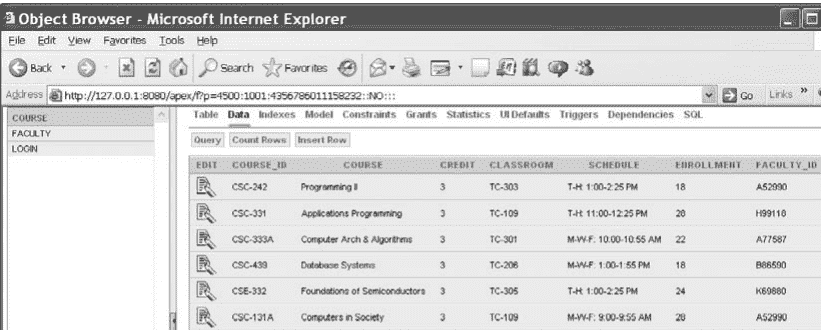 Object Browser - Microsoft Internet Explorer
File Edit View Favorites Tools Help
Back Search Favorites
Address http://127.0.0.1:8080/apex/f?p=4500:1001:4356786011158232::NO::: Go Links »
COURSE
FACULTY
LOGIN
Table Data Indexes Model Constraints Grants Statistics UI Defaults Triggers Dependencies SQL
Query Count Rows Insert Row
EDIT COURSE_ID COURSE CREDIT CLASSROOM SCHEDULE ENROLLMENT FACULTY_ID
CSC-242 Programming II 3 TC-303 T-H: 1:00-2:25 PM 18 A52990
CSC-331 Applications Programming 3 TC-109 T-H: 11:00-12:25 PM 28 H99118
CSC-333A Computer Arch & Algorithms 3 TC-301 M-W-F: 10:00-10:55 AM 22 A77587
CSC-439 Database Systems 3 TC-206 M-W-F: 1:00-1:55 PM 18 B86590
CSE-332 Foundations of Semiconductors 3 TC-305 T-H: 1:00-2:25 PM 24 K69880
CSC-131A Computers in Society 3 TC-109 M-W-F: 9:00-9:55 AM 28 A52990